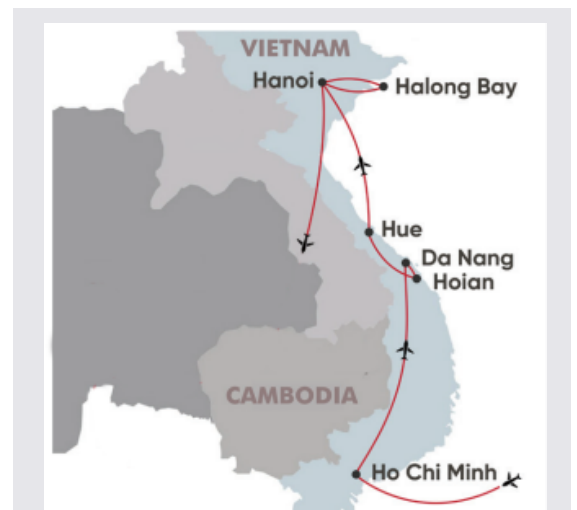 VIETNAM
Hanoi
Halong Bay
Hue
Da Nang
Hoian
CAMBODIA
Ho Chi Minh